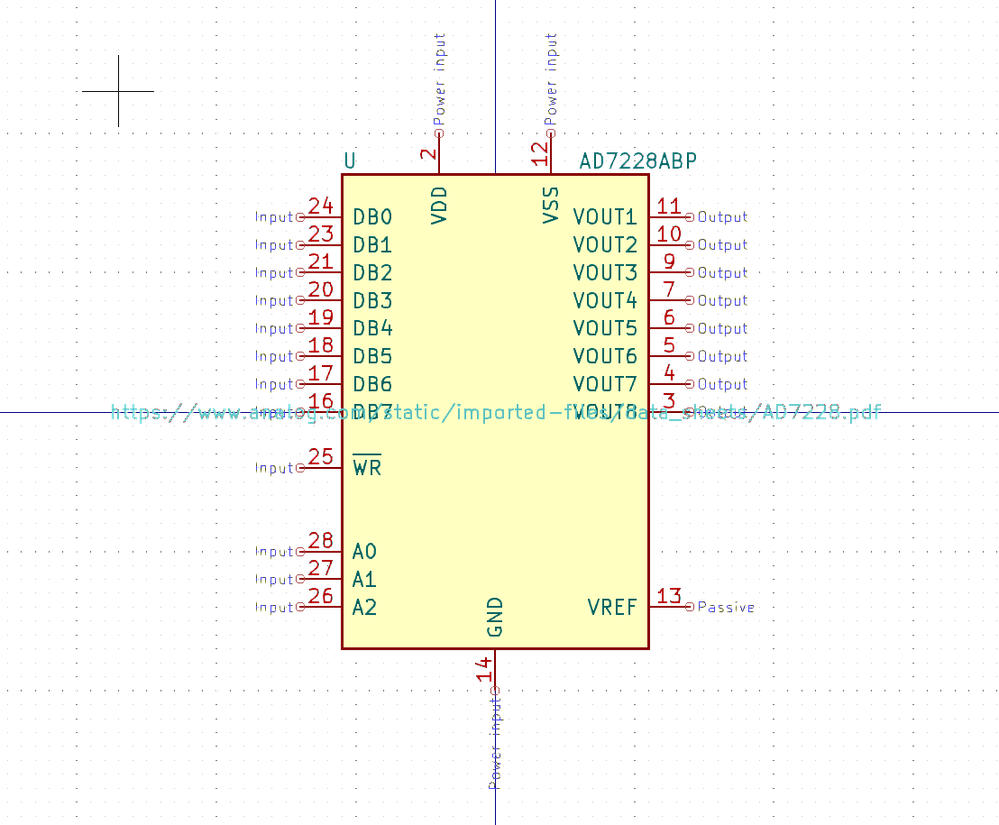 Power input Power input
2 12
U AD7228ABP
VDD VSS
Input 24 DB0 VOUT1 11 Output
Input 23 DB1 VOUT2 10 Output
Input 21 DB2 VOUT3 9 Output
Input 20 DB3 VOUT4 7 Output
Input 19 DB4 VOUT5 6 Output
Input 18 DB5 VOUT6 5 Output
Input 17 DB6 VOUT7 4 Output
Input 16 DB7 VOUT8 3 Output
https://www.analog.com/static/imported-files/data_sheets/AD7228.pdf
Input 25 WR
Input 28 A0
Input 27 A1
Input 26 A2 VREF 13 Passive
GND
14
Power input